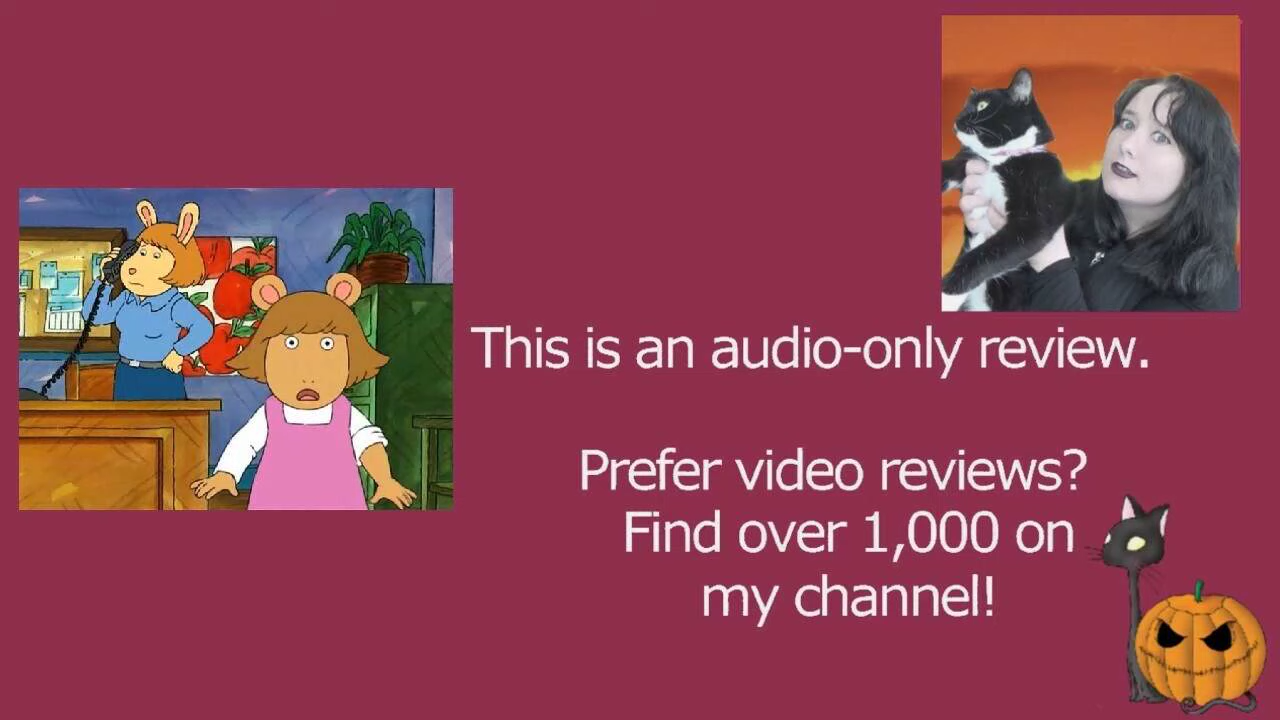 This is an audio-only review.
Prefer video reviews?
Find over 1,000 on
my channel!